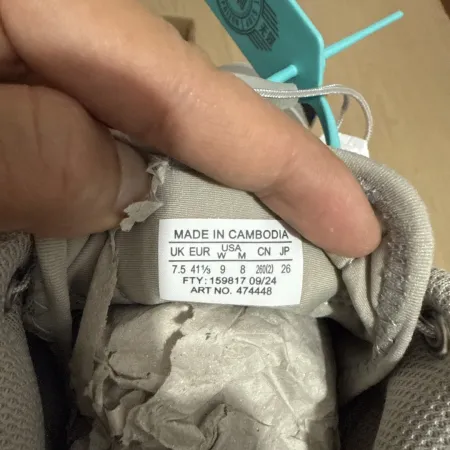 MADE IN CAMBODIA
UK EUR USA W M CN JP
7.5 41⅓ 9 8 260(2) 26
FTY: 159817 09/24
ART NO. 474448